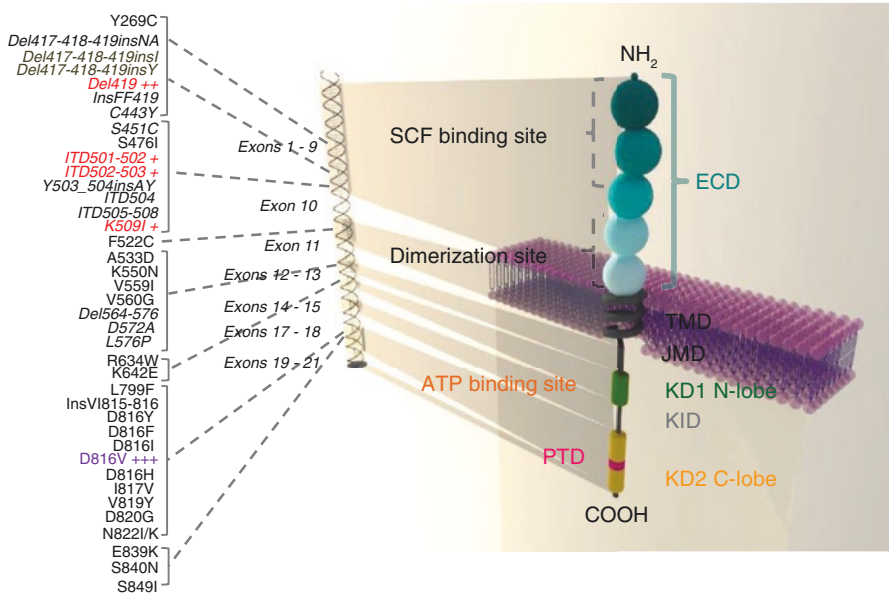 Y269C
Del417-418-419insNA
Del417-418-419insI
Del417-418-419insY
Del419 ++
InsFF419
C443Y
S451C
S476I
ITD501-502 +
ITD502-503 +
Y503_504insAY
ITD504
ITD505-508
K509I +
F522C
A533D
K550N
V559I
V560G
Del564-576
D572A
L576P
R634W
K642E
L799F
InsVI815-816
D816Y
D816F
D816I
D816V +++
D816H
I817V
V819Y
D820G
N822I/K
E839K
S840N
S849I
Exons 1 - 9
Exon 10
Exon 11
Exons 12 - 13
Exons 14 - 15
Exons 17 - 18
Exons 19 - 21
NH2
SCF binding site
ECD
Dimerization site
TMD
JMD
ATP binding site
KD1 N-lobe
KID
PTD
KD2 C-lobe
COOH